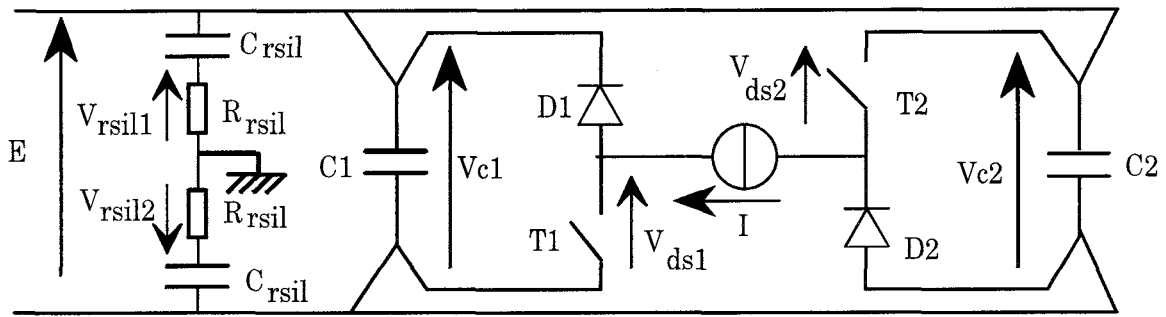 E
C rsil
V rsil1
R rsil
V rsil2
R rsil
C rsil
C1
Vc1
D1
T1
V ds1
I
V ds2
T2
D2
Vc2
C2